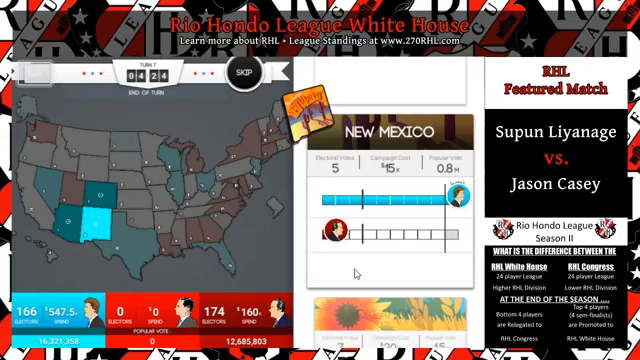 Rio Hondo League White House
Learn more about RHL + League Standings at www.270RHL.com
TURN 7
04:24
SKIP
END OF TURN
NEW MEXICO
Electoral Votes
Campaign Cost
Popular Vote
5
15K
0.8 M
166
ELECTORS
$547.5K
SPEND
0
ELECTORS
$0
SPEND
174
ELECTORS
$160K
SPEND
POPULAR VOTE
16,321,358
0
12,685,803
RHL
Featured Match
Supun Liyanage
vs.
Jason Casey
Rio Hondo League
Season II
WHAT IS THE DIFFERENCE BETWEEN THE
RHL White House
24 player League
Higher RHL Division
RHL Congress
24 player League
Lower RHL Division
AT THE END OF THE SEASON ....
Bottom 4 players
are Relegated to
RHL Congress
Top 4 players
(4 semi-finalists)
are Promoted to
RHL White House